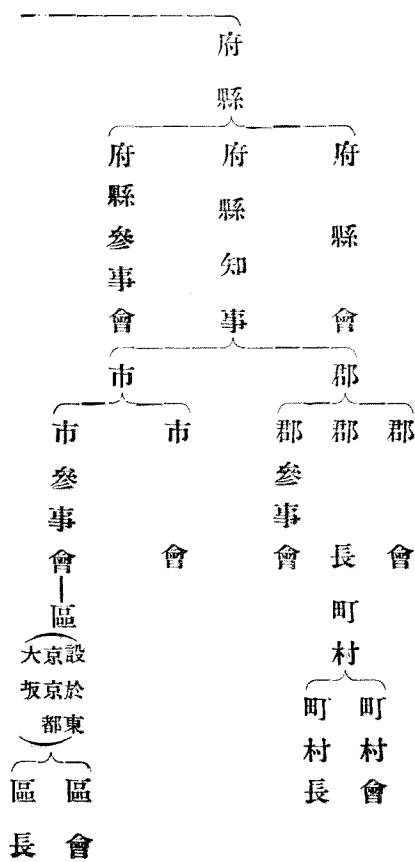 府縣
府縣會
府縣知事
府縣參事會
郡
市
郡會
郡長
郡參事會
市會
市參事會
町村
町村會
町村長
區
設於東
京京都
大坂
區會
區長